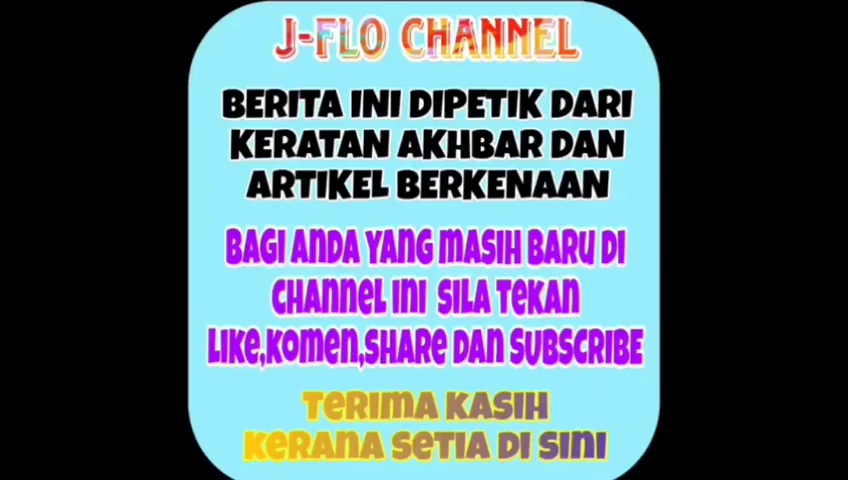 J-FLO CHANNEL
BERITA INI DIPETIK DARI
KERATAN AKHBAR DAN
ARTIKEL BERKENAAN
BAGI ANDA YANG MASIH BARU DI
CHANNEL INI SILA TEKAN
LIKE,KOMEN,SHARE DAN SUBSCRIBE
TERIMA KASIH
KERANA SETIA DI SINI